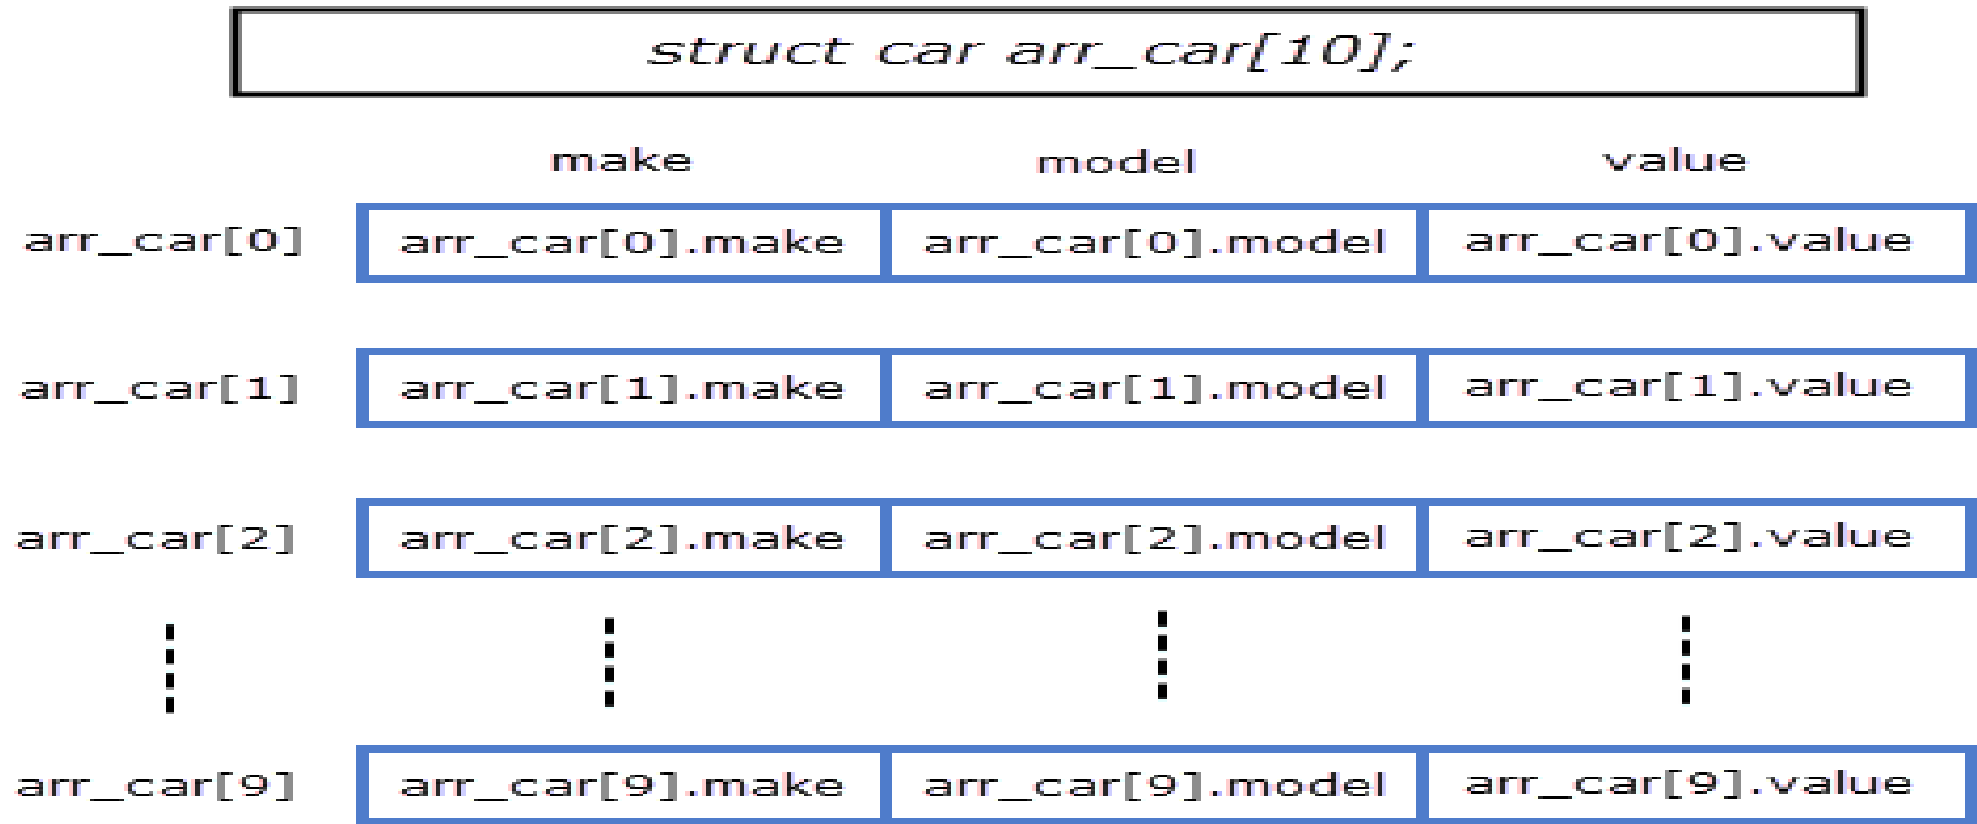 struct car arr_car[10];
make model value
arr_car[0] arr_car[0].make arr_car[0].model arr_car[0].value
arr_car[1] arr_car[1].make arr_car[1].model arr_car[1].value
arr_car[2] arr_car[2].make arr_car[2].model arr_car[2].value
arr_car[9] arr_car[9].make arr_car[9].model arr_car[9].value